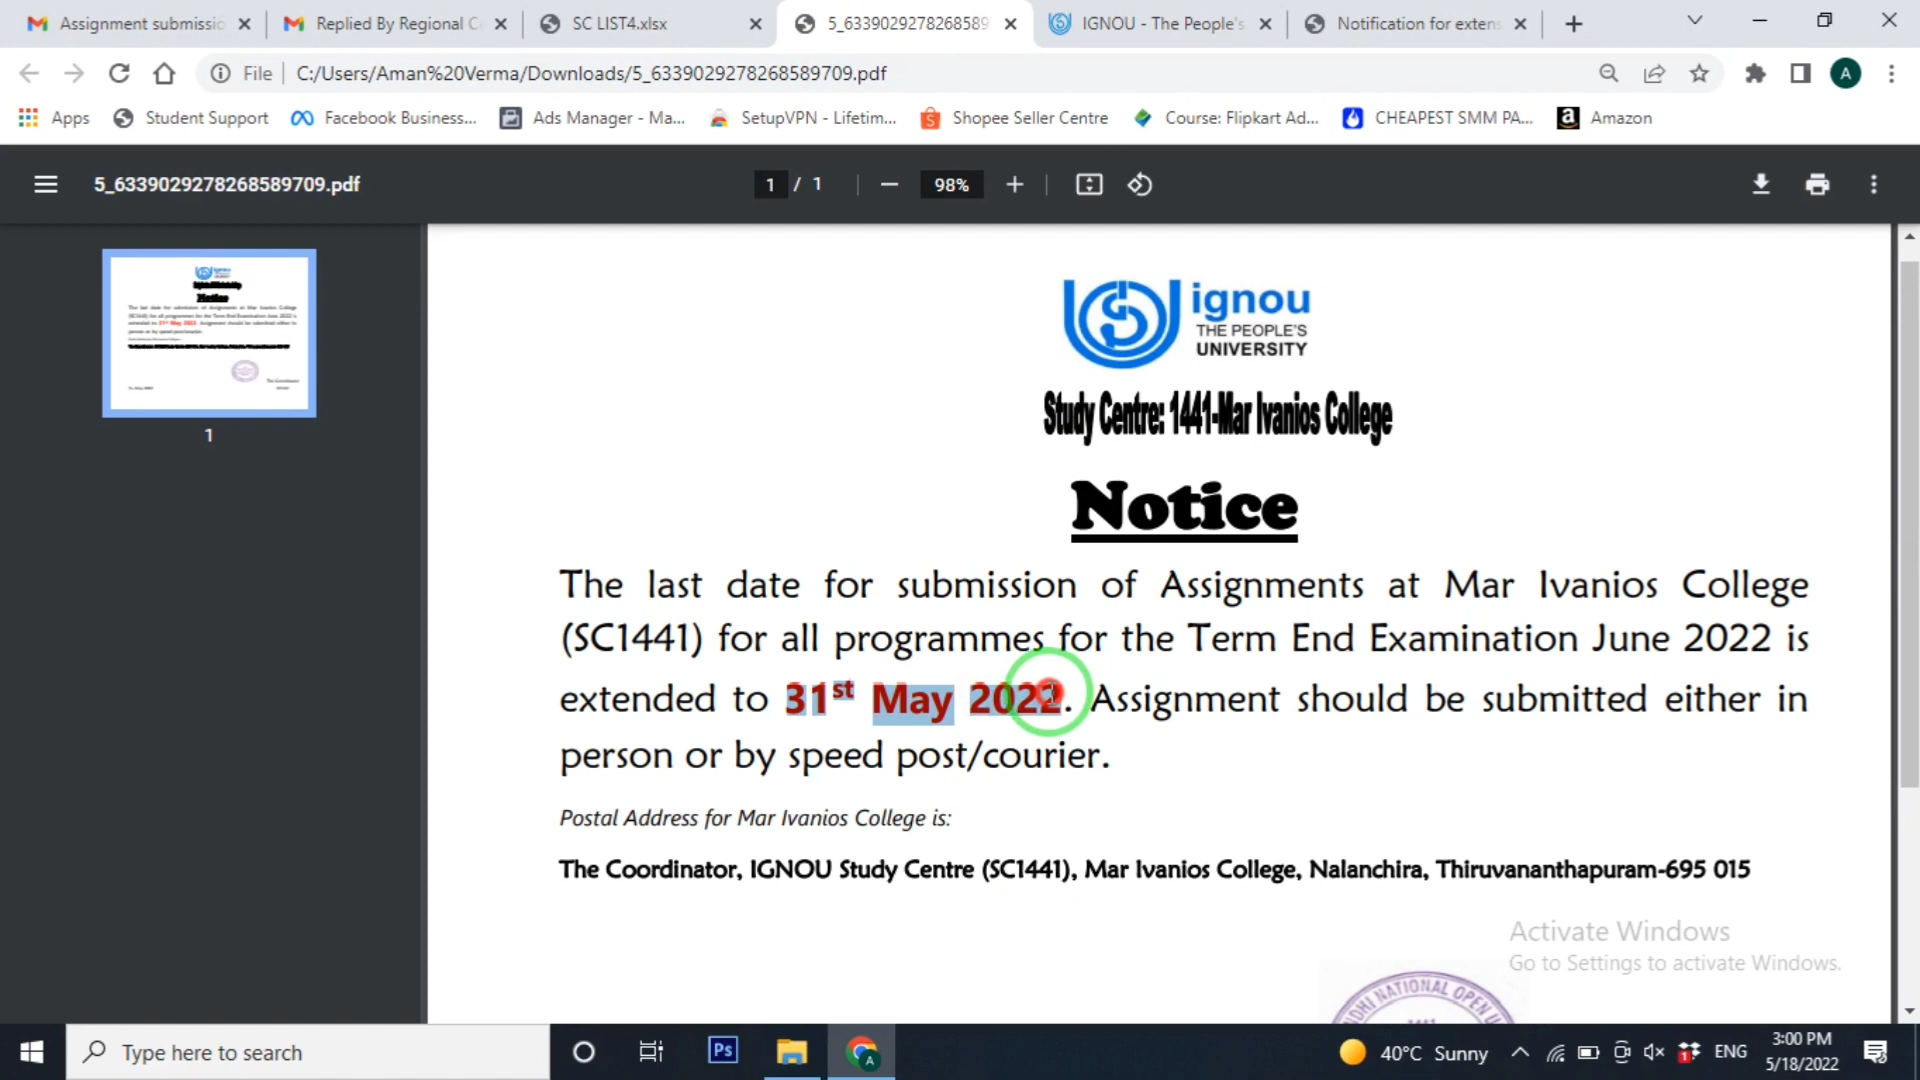 Assignment submissio
Replied By Regional C
SC LIST4.xlsx
5_6339029278268589
IGNOU - The People's
Notification for extens
File
C:/Users/Aman%20Verma/Downloads/5_6339029278268589709.pdf
A
Apps
Student Support
Facebook Business...
Ads Manager - Ma...
SetupVPN - Lifetim...
Shopee Seller Centre
Course: Flipkart Ad...
CHEAPEST SMM PA...
Amazon
5_6339029278268589709.pdf
1 / 1
98%
1
ignou
THE PEOPLE'S
UNIVERSITY
Study Centre: 1441-Mar Ivanios College
Notice
The last date for submission of Assignments at Mar Ivanios College
(SC1441) for all programmes for the Term End Examination June 2022 is
extended to 31st May 2022. Assignment should be submitted either in
person or by speed post/courier.
Postal Address for Mar Ivanios College is:
The Coordinator, IGNOU Study Centre (SC1441), Mar Ivanios College, Nalanchira, Thiruvananthapuram-695 015
Activate Windows
Go to Settings to activate Windows.
NATIONAL OPEN
Type here to search
Ps
A
40°C Sunny
1
ENG
3:00 PM
5/18/2022